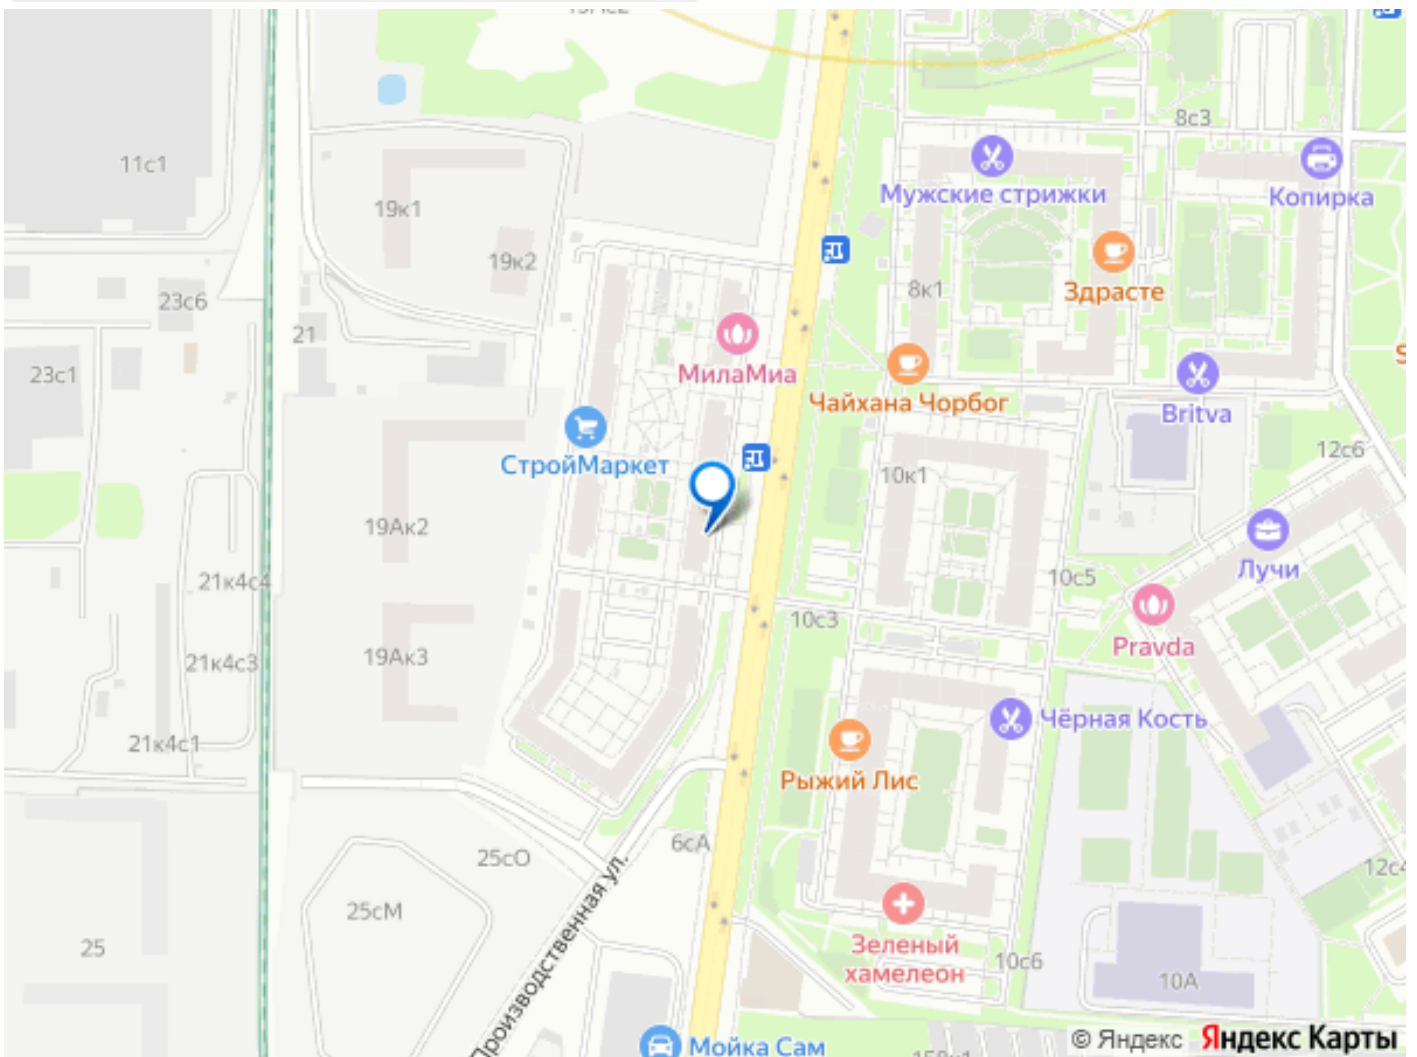 8с3
11с1
Мужские стрижки
Копирка
19к1
19к2
Здрасте
8к1
23с6
21
МилаМиа
23с1
Чайхана Чорбог
Britva
12с6
СтройМаркет
10к1
19Ак2
Лучи
21к4с4
10с5
10с3
Pravda
19Ак3
21к4с3
Чёрная Кость
21к4с1
Рыжий Лис
6сА
25сО
25сМ
Производственная ул.
25
Зеленый
хамелеон
10с6
10А
© Яндекс Яндекс Карты
Мойка Сам